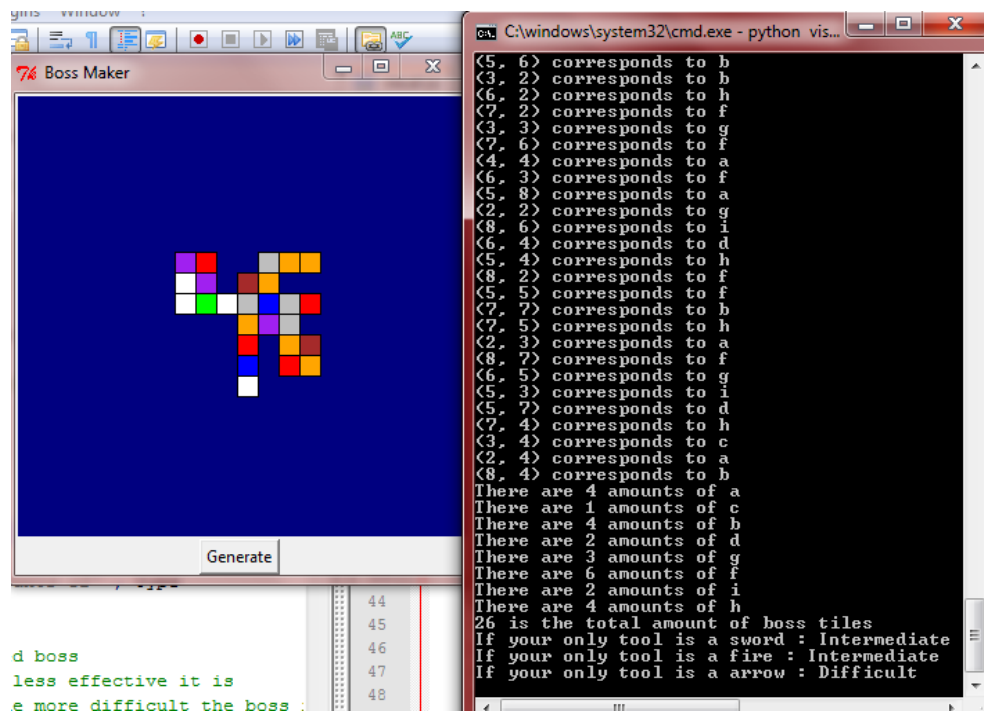 Window ?
Boss Maker
Generate
44
45
46
47
48
d boss
less effective it is
e more difficult the boss
C:\windows\system32\cmd.exe - python vis...
(5, 6) corresponds to b
(3, 2) corresponds to b
(6, 2) corresponds to h
(7, 2) corresponds to f
(3, 3) corresponds to g
(7, 6) corresponds to f
(4, 4) corresponds to a
(6, 3) corresponds to f
(5, 8) corresponds to a
(2, 2) corresponds to g
(8, 6) corresponds to i
(6, 4) corresponds to d
(5, 4) corresponds to h
(8, 2) corresponds to f
(5, 5) corresponds to f
(7, 7) corresponds to b
(7, 5) corresponds to h
(2, 3) corresponds to a
(8, 7) corresponds to f
(6, 5) corresponds to g
(5, 3) corresponds to i
(5, 7) corresponds to d
(7, 4) corresponds to h
(3, 4) corresponds to c
(2, 4) corresponds to a
(8, 4) corresponds to b
There are 4 amounts of a
There are 1 amounts of c
There are 4 amounts of b
There are 2 amounts of d
There are 3 amounts of g
There are 6 amounts of f
There are 2 amounts of i
There are 4 amounts of h
26 is the total amount of boss tiles
If your only tool is a sword : Intermediate
If your only tool is a fire : Intermediate
If your only tool is a arrow : Difficult